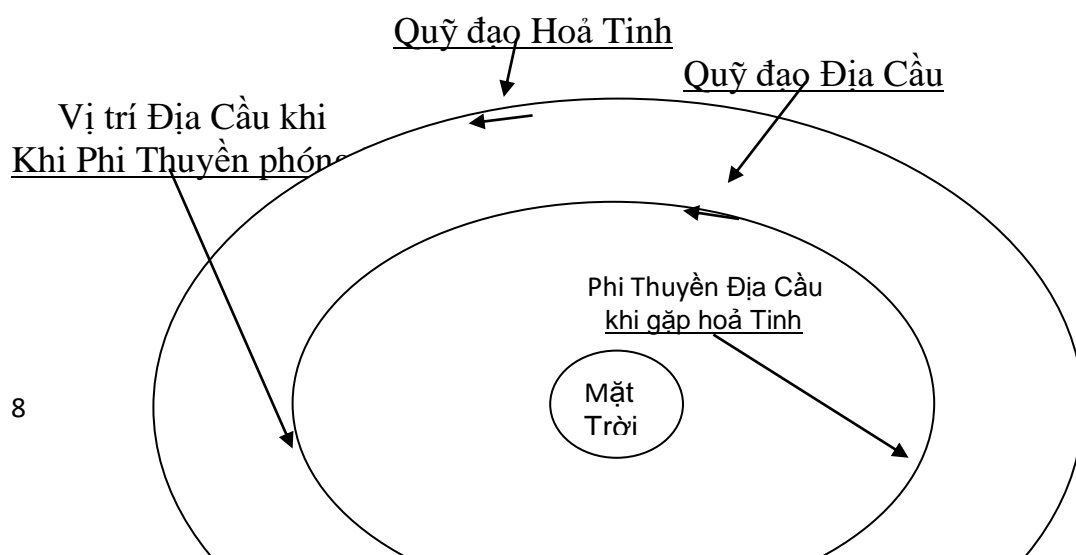 Quỹ đạo Hoả Tinh
Quỹ đạo Địa Cầu
Vị trí Địa Cầu khi
Khi Phi Thuyền phóng
Phi Thuyền Địa Cầu
khi gặp hoả Tinh
Mặt
Trời
8